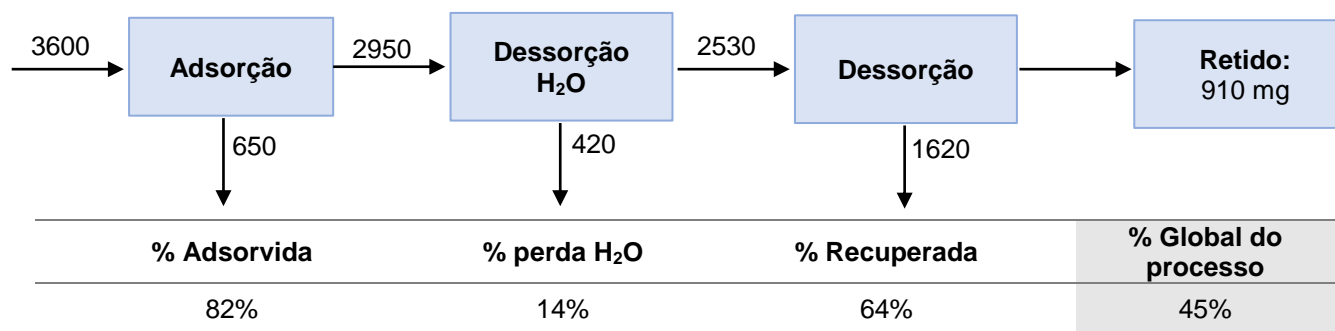 3600
Adsorção
2950
Dessorção
H₂O
2530
Dessorção
Retido:
910 mg
650
420
1620
% Adsorvida
% perda H₂O
% Recuperada
% Global do
processo
82%
14%
64%
45%